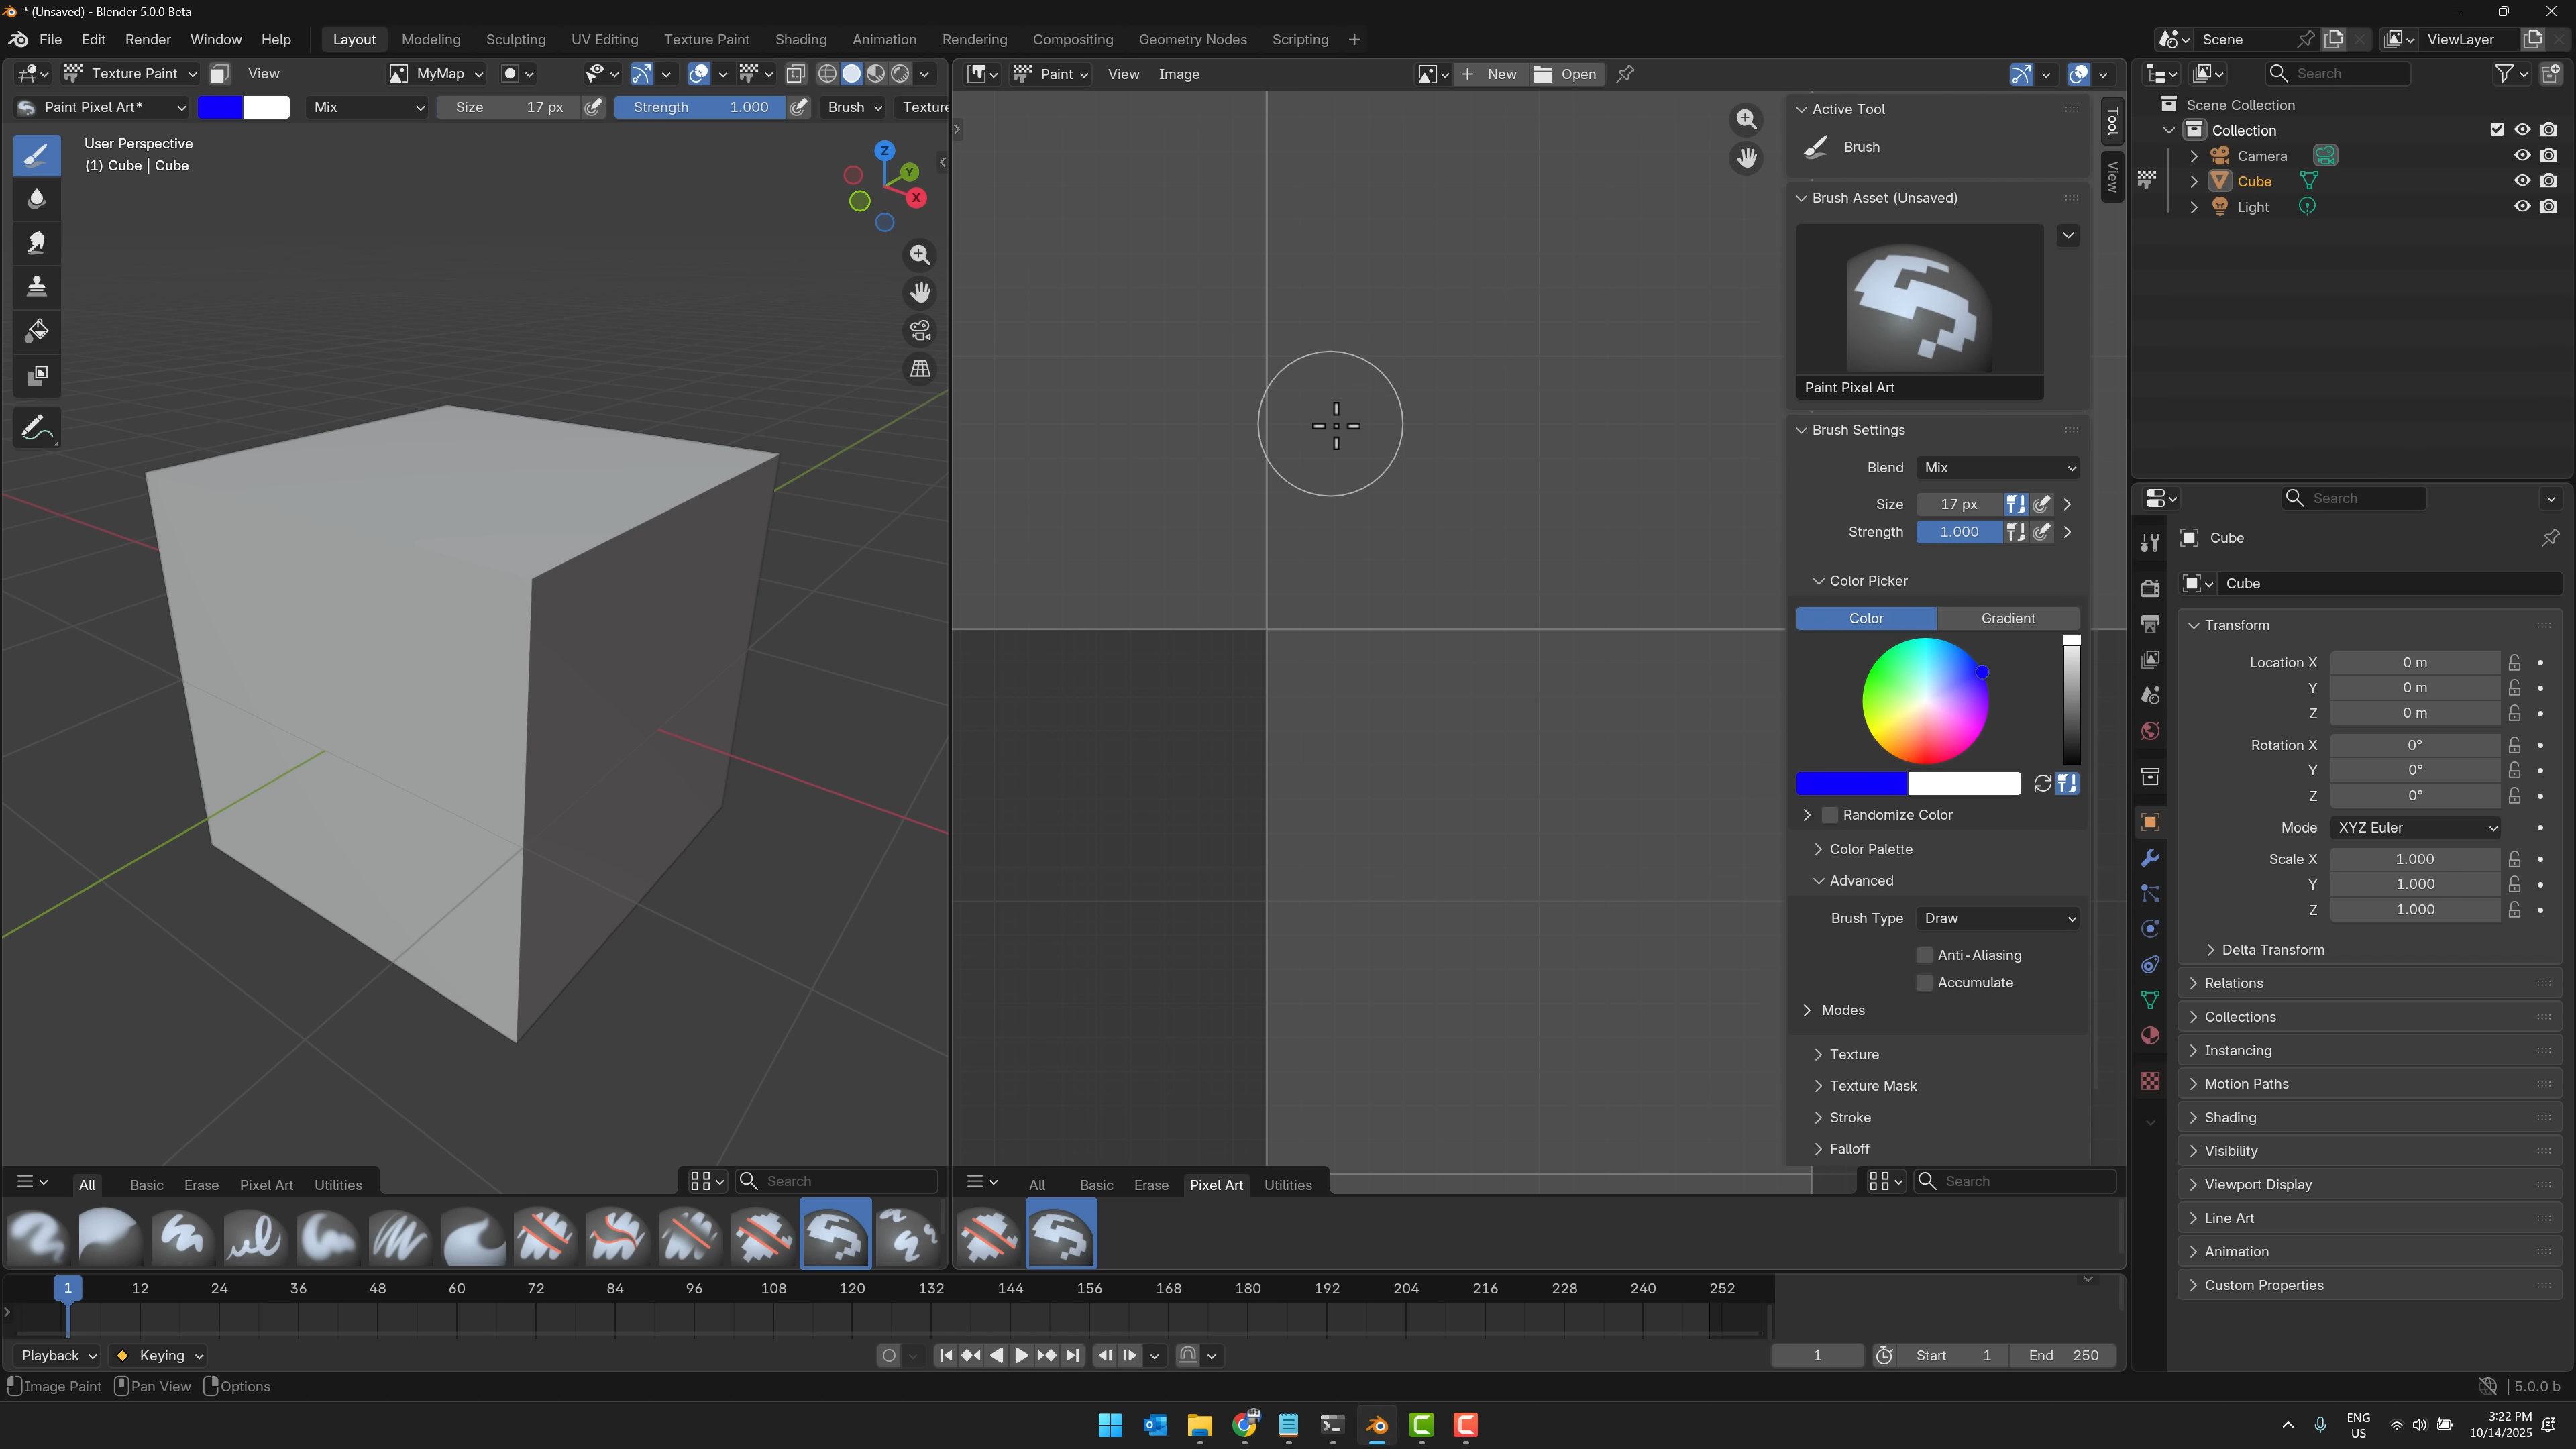 * (Unsaved) - Blender 5.0.0 Beta
File Edit Render Window Help Layout Modeling Sculpting UV Editing Texture Paint Shading Animation Rendering Compositing Geometry Nodes Scripting + Scene ViewLayer
Texture Paint View MyMap
Paint View Image New Open
Search
Paint Pixel Art* Mix Size 17 px Strength 1.000 Brush Texture
User Perspective
(1) Cube | Cube
Z
Y
X
Active Tool
Brush
Tool
View
Brush Asset (Unsaved)
Paint Pixel Art
Brush Settings
Blend Mix
Size 17 px
Strength 1.000
Color Picker
Color Gradient
Randomize Color
Color Palette
Advanced
Brush Type Draw
Anti-Aliasing
Accumulate
Modes
Texture
Texture Mask
Stroke
Falloff
Scene Collection
Collection
Camera
Cube
Light
Search
Cube
Cube
Transform
Location X 0 m
Y 0 m
Z 0 m
Rotation X 0°
Y 0°
Z 0°
Mode XYZ Euler
Scale X 1.000
Y 1.000
Z 1.000
Delta Transform
Relations
Collections
Instancing
Motion Paths
Shading
Visibility
Viewport Display
Line Art
Animation
Custom Properties
All Basic Erase Pixel Art Utilities Search
All Basic Erase Pixel Art Utilities Search
1 12 24 36 48 60 72 84 96 108 120 132 144 156 168 180 192 204 216 228 240 252
Playback Keying 1 Start 1 End 250
Image Paint Pan View Options
5.0.0 b
ENG
US
3:22 PM
10/14/2025